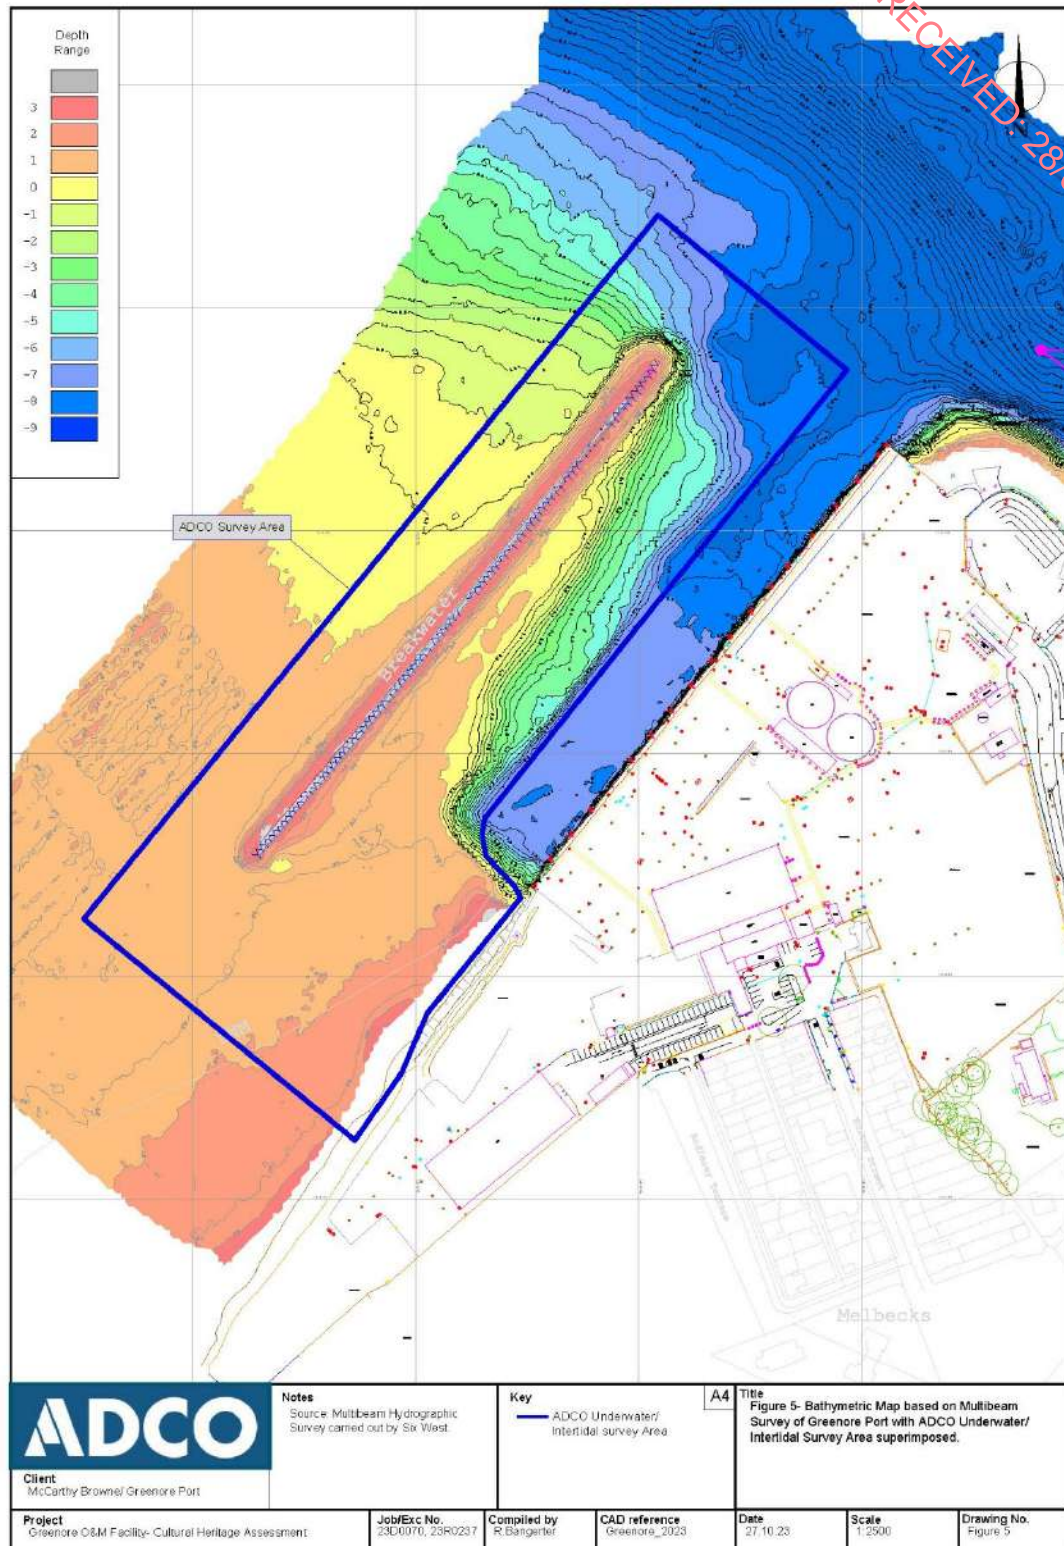 RECEIVED: 28/
Depth
Range
3
2
1
0
-1
-2
-3
-4
-5
-6
-7
-8
-9
ADCO Survey Area
Breakwater
Melbecks
ADCO
Client
McCarthy Browne/ Greenore Port
Notes
Source: Multibeam Hydrographic
Survey carried out by Six West.
Key
ADCO Underwater/
Intertidal survey Area
A4
Title
Figure 5- Bathymetric Map based on Multibeam
Survey of Greenore Port with ADCO Underwater/
Intertidal Survey Area superimposed.
Project
Greenore O&M Facility- Cultural Heritage Assessment
Job/Exc No.
23D0070, 23R0237
Compiled by
R.Bangerter
CAD reference
Greenore_2023
Date
27.10.23
Scale
1:2500
Drawing No.
Figure 5